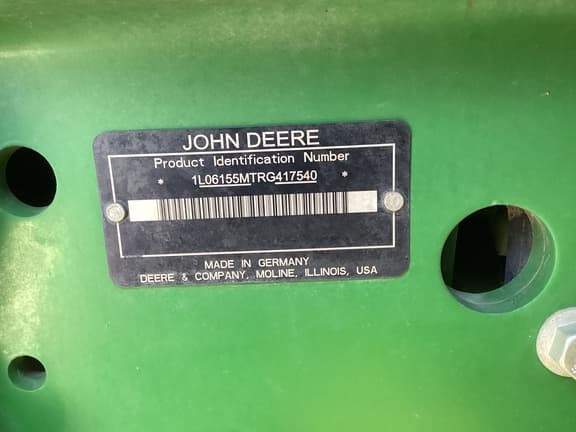 JOHN DEERE
Product Identification Number
* 1L06155MTRG417540 *
MADE IN GERMANY
DEERE & COMPANY, MOLINE, ILLINOIS, USA